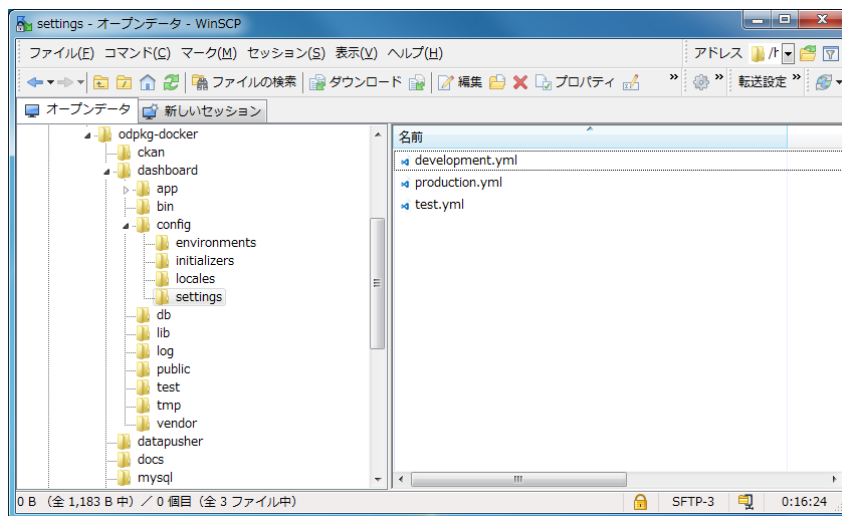 settings - オープンデータ - WinSCP
ファイル(F) コマンド(C) マーク(M) セッション(S) 表示(V) ヘルプ(H) アドレス
ファイルの検索 ダウンロード 編集 プロパティ » » 転送設定 »
オープンデータ 新しいセッション
odpkg-docker
ckan
dashboard
app
bin
config
environments
initializers
locales
settings
db
lib
log
public
test
tmp
vendor
datapusher
docs
mysql
名前
development.yml
production.yml
test.yml
0 B (全 1,183 B 中) / 0 個目 (全 3 ファイル中) SFTP-3 0:16:24